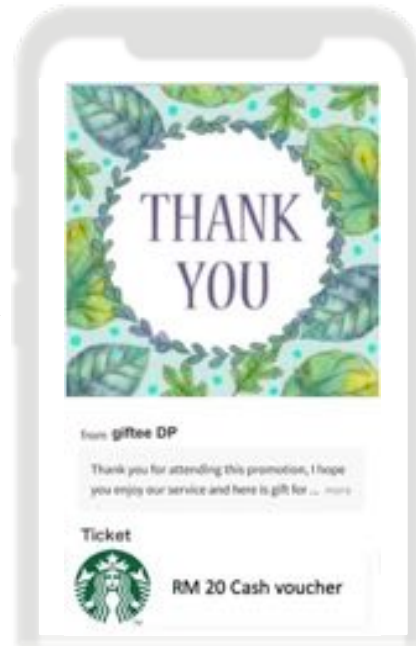 THANK
YOU
from giftee DP
Thank you for attending this promotion, I hope
you enjoy our service and here is gift for ... more
Ticket
RM 20 Cash voucher